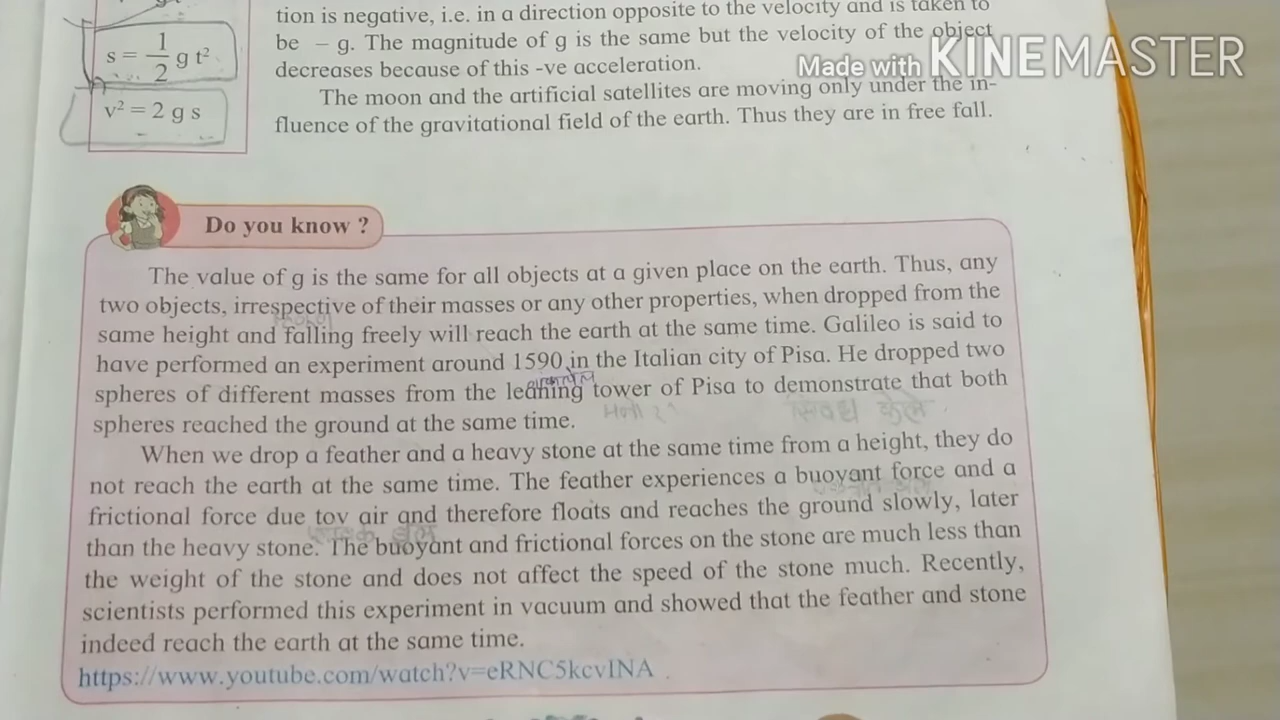 s = 1/2 g t²
v² = 2 g s
tion is negative, i.e. in a direction opposite to the velocity and is taken to
be – g. The magnitude of g is the same but the velocity of the object
decreases because of this -ve acceleration.
The moon and the artificial satellites are moving only under the in-
fluence of the gravitational field of the earth. Thus they are in free fall.
Made with KINEMASTER
Do you know ?
The value of g is the same for all objects at a given place on the earth. Thus, any
two objects, irrespective of their masses or any other properties, when dropped from the
same height and falling freely will reach the earth at the same time. Galileo is said to
have performed an experiment around 1590 in the Italian city of Pisa. He dropped two
spheres of different masses from the leaning tower of Pisa to demonstrate that both
spheres reached the ground at the same time.
सिवध केले
When we drop a feather and a heavy stone at the same time from a height, they do
not reach the earth at the same time. The feather experiences a buoyant force and a
frictional force due tov air and therefore floats and reaches the ground slowly, later
than the heavy stone. The buoyant and frictional forces on the stone are much less than
the weight of the stone and does not affect the speed of the stone much. Recently,
scientists performed this experiment in vacuum and showed that the feather and stone
indeed reach the earth at the same time.
https://www.youtube.com/watch?v=eRNC5kcvlNA